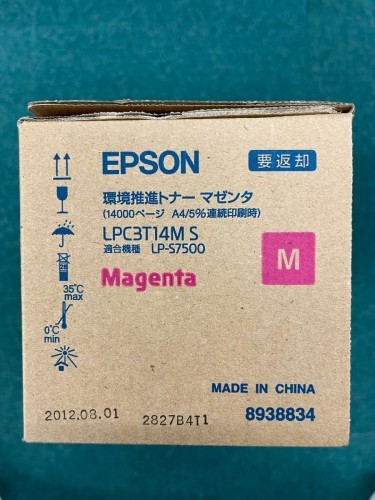 EPSON 要返却
環境推進トナー マゼンタ
(14000ページ A4/5%連続印刷時)
LPC3T14M S
適合機種 LP-S7500
Magenta
M
35℃
max
0℃
min
MADE IN CHINA
2012.08.01 2827B4T1 8938834